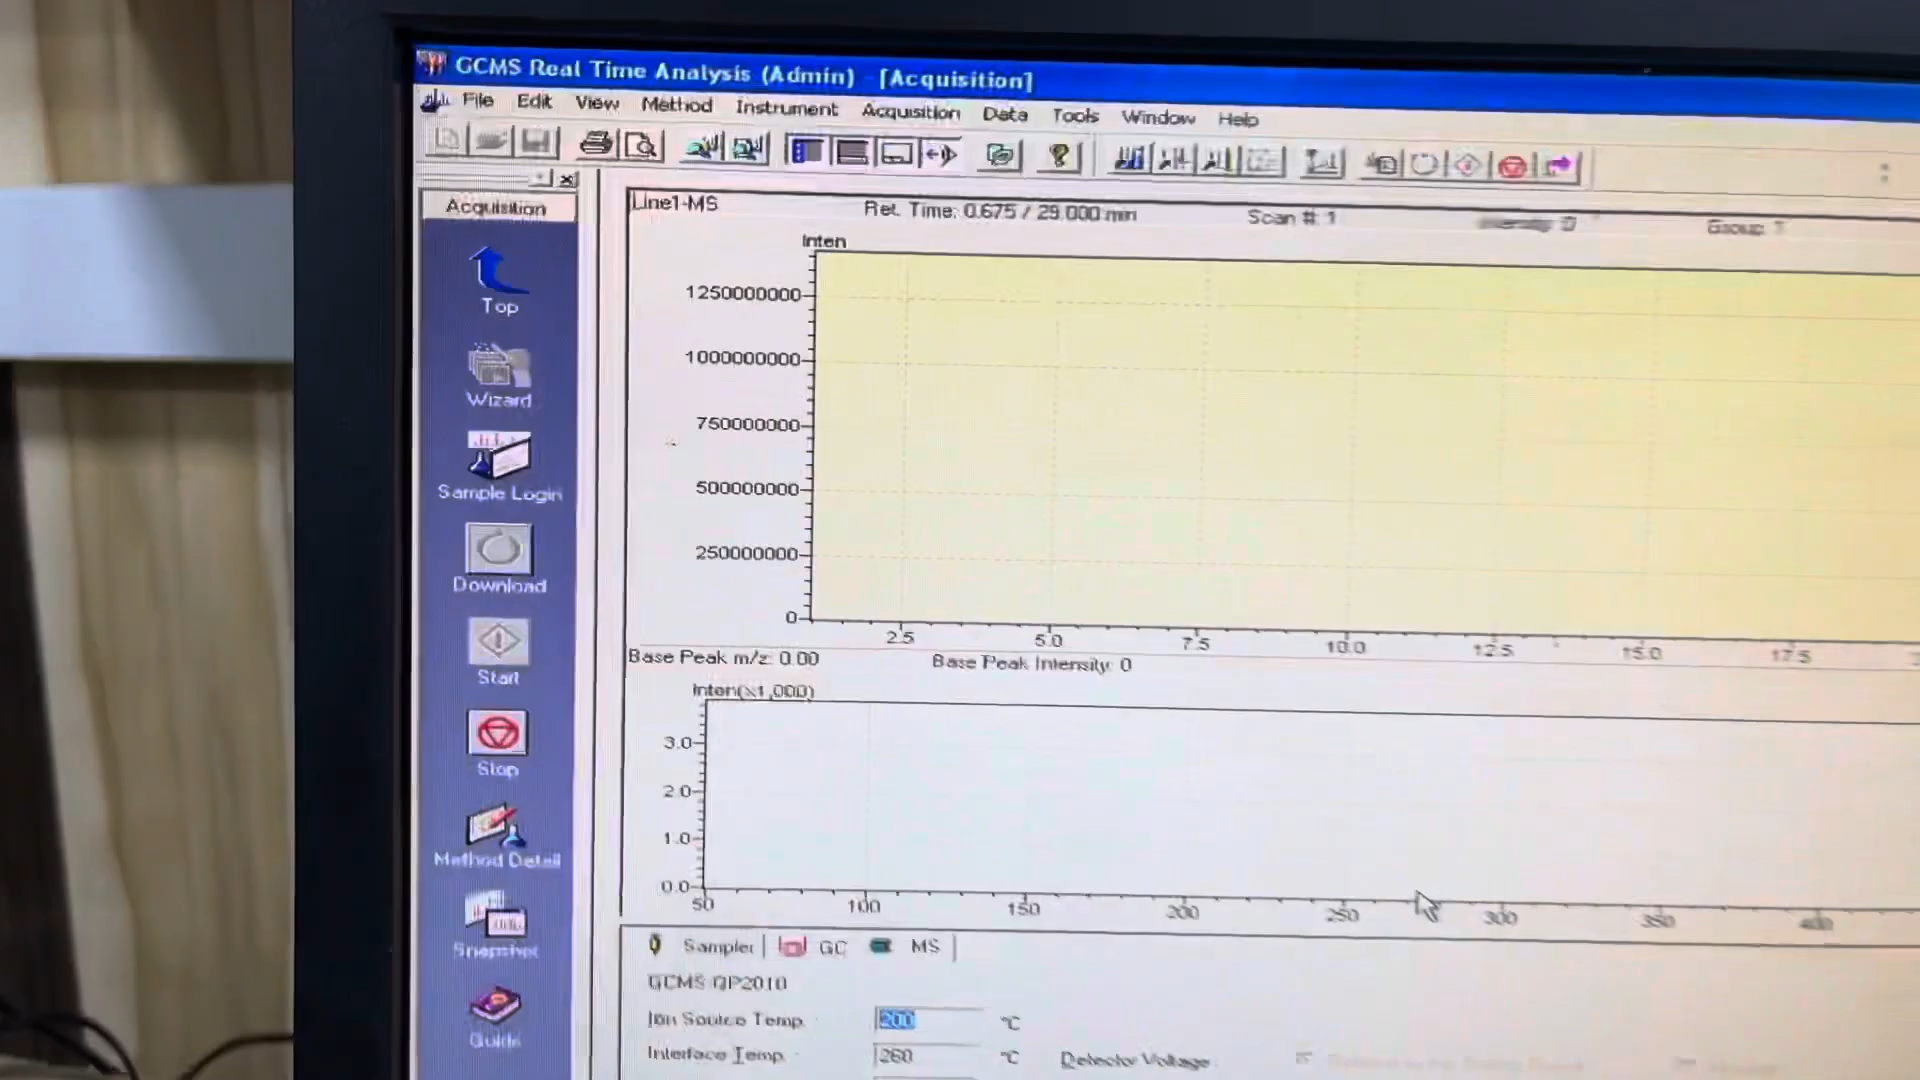 GCMS Real Time Analysis (Admin) - [Acquisition]
File Edit View Method Instrument Acquisition Data Tools Window Help
Acquisition
Top
Wizard
Sample Login
Download
Start
Stop
Method Detail
Snapshot
Guide
Line1-MS Ret. Time: 0.675 / 29.000 min Scan #: 1 Group: 1
Inten
1250000000
1000000000
750000000
500000000
250000000
0
2.5 5.0 7.5 10.0 12.5 15.0 17.5
Base Peak m/z: 0.00 Base Peak Intensity: 0
Inten(x1,000)
3.0
2.0
1.0
0.0
50 100 150 200 250 300 350 400
Sampler GC MS
GCMS QP2010
Ion Source Temp. 200 °C
Interface Temp. 260 °C Detector Voltage